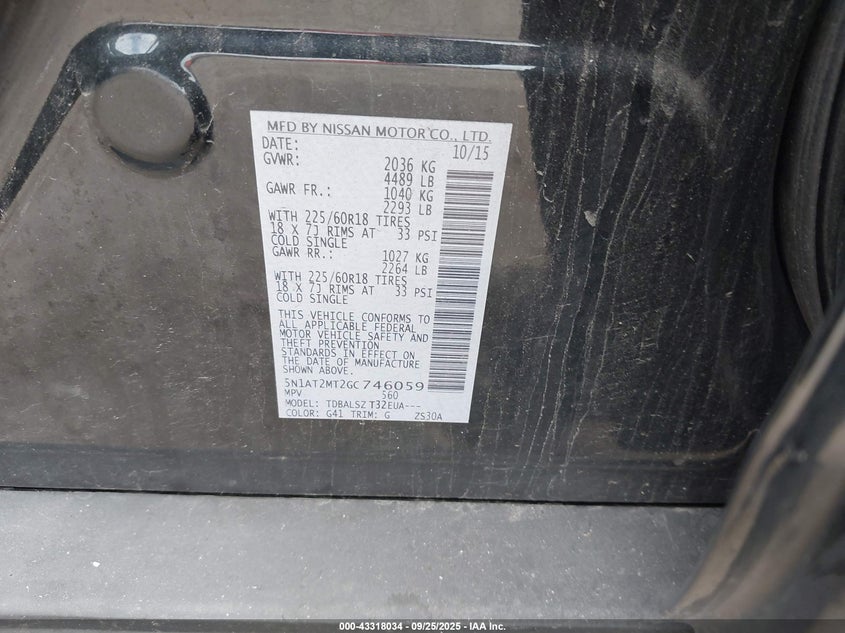 MFD BY NISSAN MOTOR CO., LTD.
DATE: 10/15
GVWR: 2036 KG
4489 LB
GAWR FR.: 1040 KG
2293 LB
WITH 225/60R18 TIRES
18 X 7J RIMS AT 33 PSI
COLD SINGLE
GAWR RR.: 1027 KG
2264 LB
WITH 225/60R18 TIRES
18 X 7J RIMS AT 33 PSI
COLD SINGLE
THIS VEHICLE CONFORMS TO
ALL APPLICABLE FEDERAL
MOTOR VEHICLE SAFETY AND
THEFT PREVENTION
STANDARDS IN EFFECT ON
THE DATE OF MANUFACTURE
SHOWN ABOVE.
5N1AT2MT2GC746059
MPV 560
MODEL: TDBALSZ T32EUA---
COLOR: G41 TRIM: G ZS30A
000-43318034 - 09/25/2025 - IAA Inc.